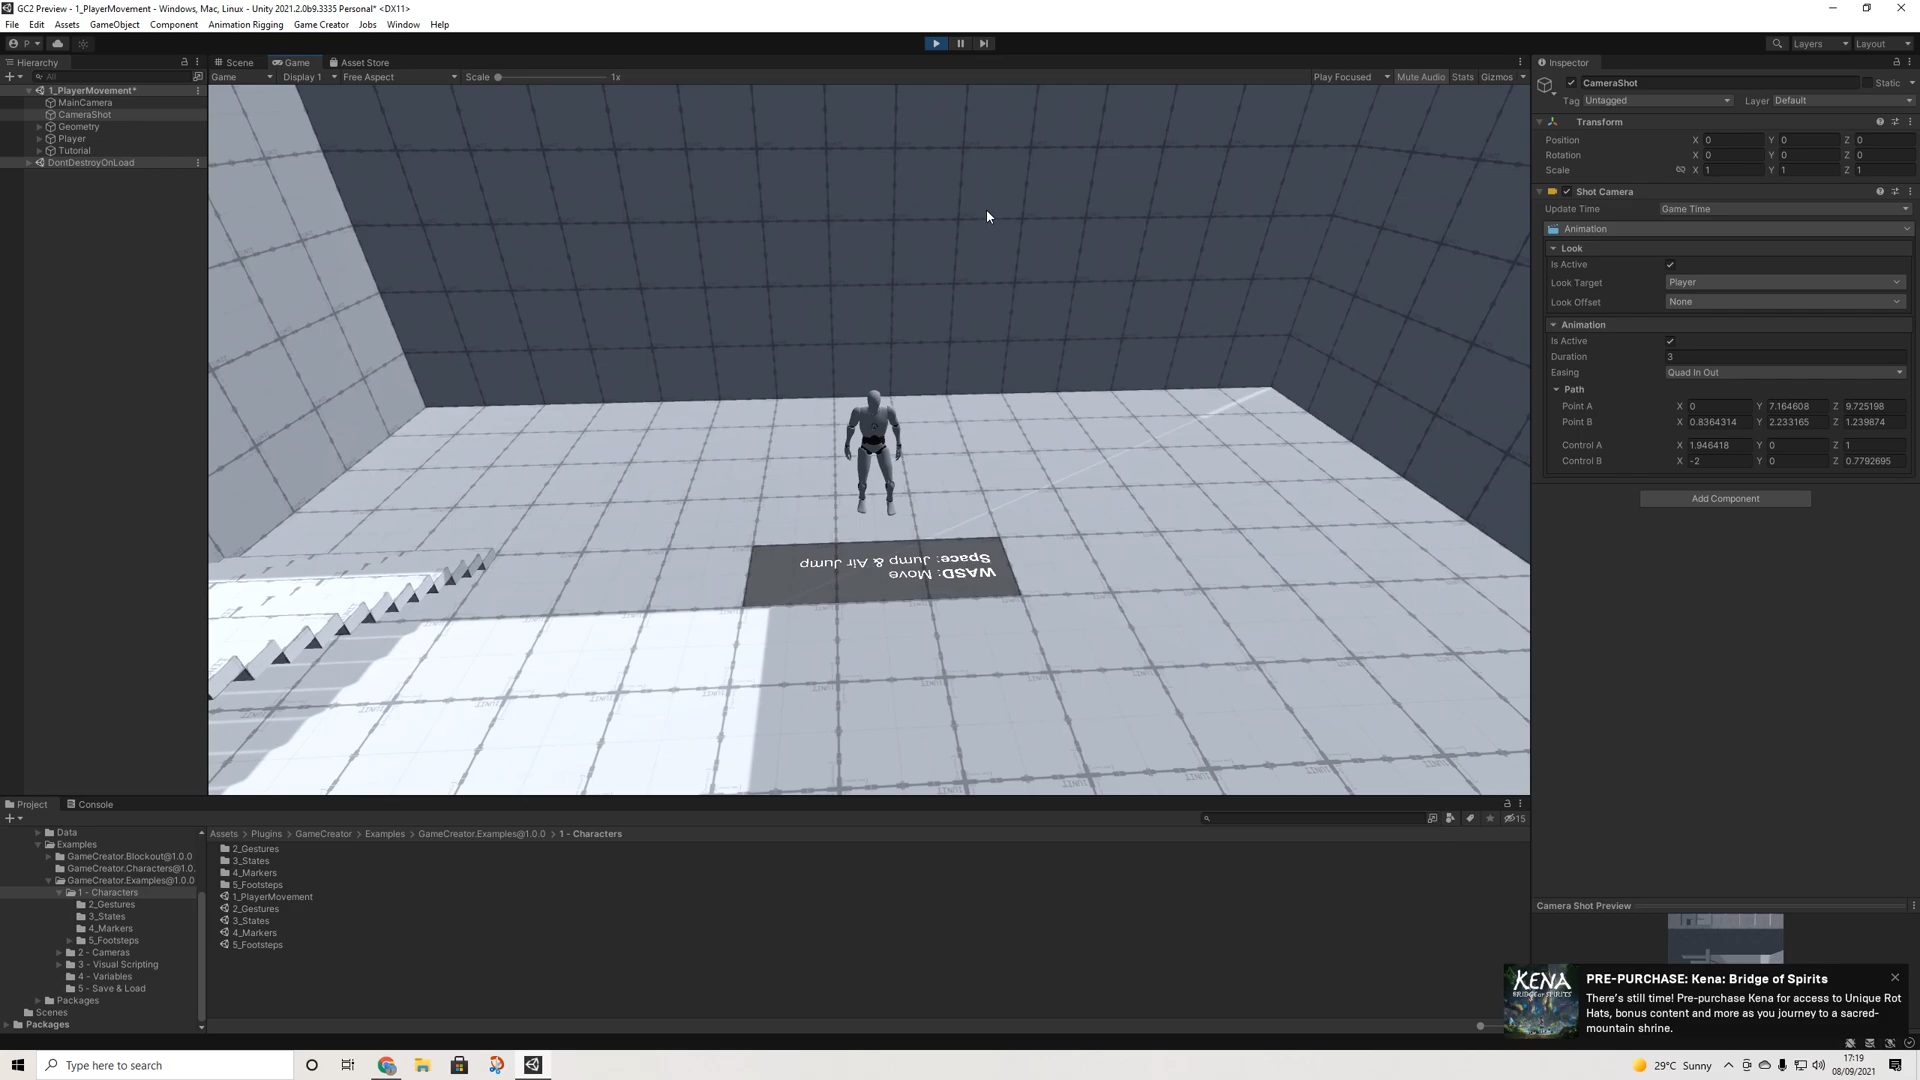 GC2 Preview - 1_PlayerMovement - Windows, Mac, Linux - Unity 2021.2.0b9.3335 Personal* <DX11>
File Edit Assets GameObject Component Animation Rigging Game Creator Jobs Window Help
P Layers Layout
Hierarchy
All
1_PlayerMovement*
MainCamera
CameraShot
Geometry
Player
Tutorial
DontDestroyOnLoad
Scene Game Asset Store
Game Display 1 Free Aspect Scale 1x Play Focused Mute Audio Stats Gizmos
WASD: Move
Space: Jump & Air Jump
Inspector
CameraShot Static
Tag Untagged Layer Default
Transform
Position X 0 Y 0 Z 0
Rotation X 0 Y 0 Z 0
Scale X 1 Y 1 Z 1
Shot Camera
Update Time Game Time
Animation
Look
Is Active
Look Target Player
Look Offset None
Animation
Is Active
Duration 3
Easing Quad In Out
Path
Point A X 0 Y 7.164608 Z 9.725198
Point B X 0.8364314 Y 2.233165 Z 1.239874
Control A X 1.946418 Y 0 Z 1
Control B X -2 Y 0 Z 0.7792695
Add Component
Camera Shot Preview
Project Console
15
Data
Examples
GameCreator.Blockout@1.0.0
GameCreator.Characters@1.0.
GameCreator.Examples@1.0.0
1 - Characters
2_Gestures
3_States
4_Markers
5_Footsteps
2 - Cameras
3 - Visual Scripting
4 - Variables
5 - Save & Load
Packages
Scenes
Packages
Assets > Plugins > GameCreator > Examples > GameCreator.Examples@1.0.0 > 1 - Characters
2_Gestures
3_States
4_Markers
5_Footsteps
1_PlayerMovement
2_Gestures
3_States
4_Markers
5_Footsteps
KENA
BRIDGE OF SPIRITS
PRE-PURCHASE: Kena: Bridge of Spirits
There's still time! Pre-purchase Kena for access to Unique Rot
Hats, bonus content and more as you journey to a sacred-
mountain shrine.
Type here to search
29°C Sunny
17:19
08/09/2021